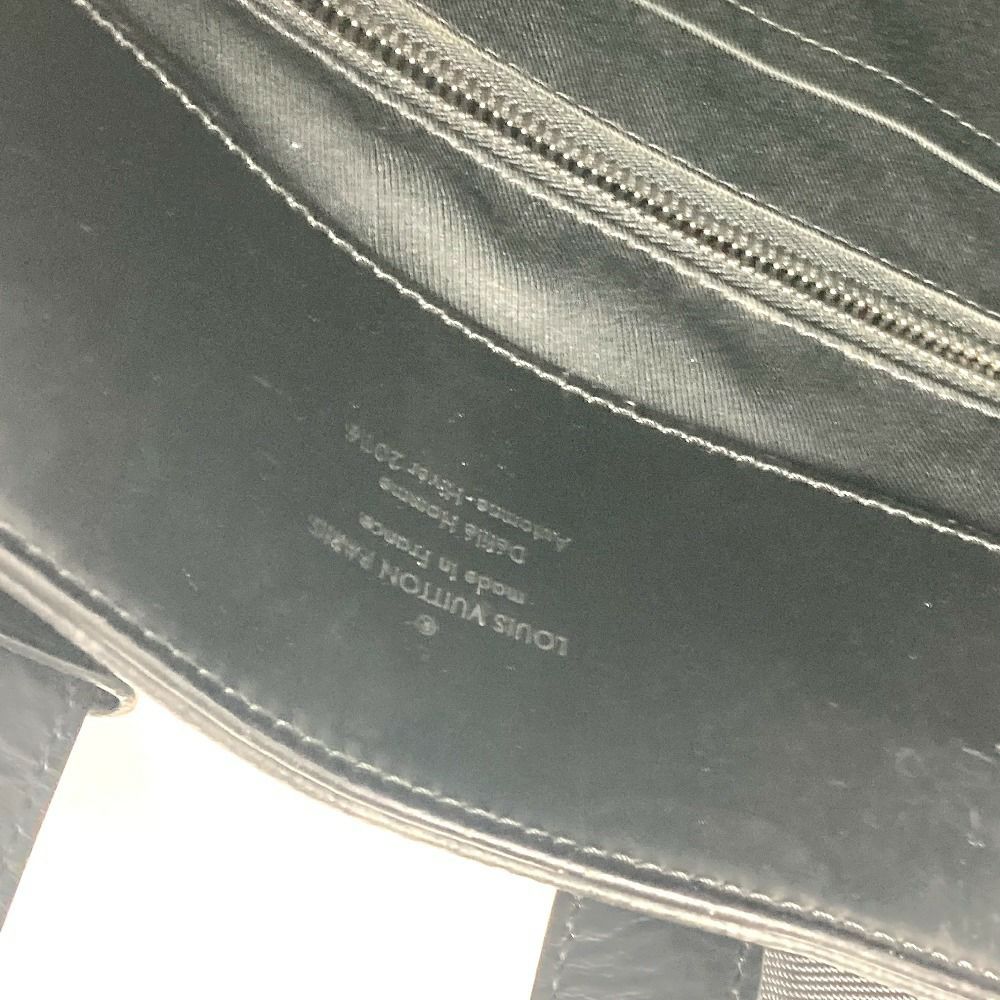 ®
LOUIS VUITTON PARIS
made in France
Défilé Homme
Automne-Hiver 2016